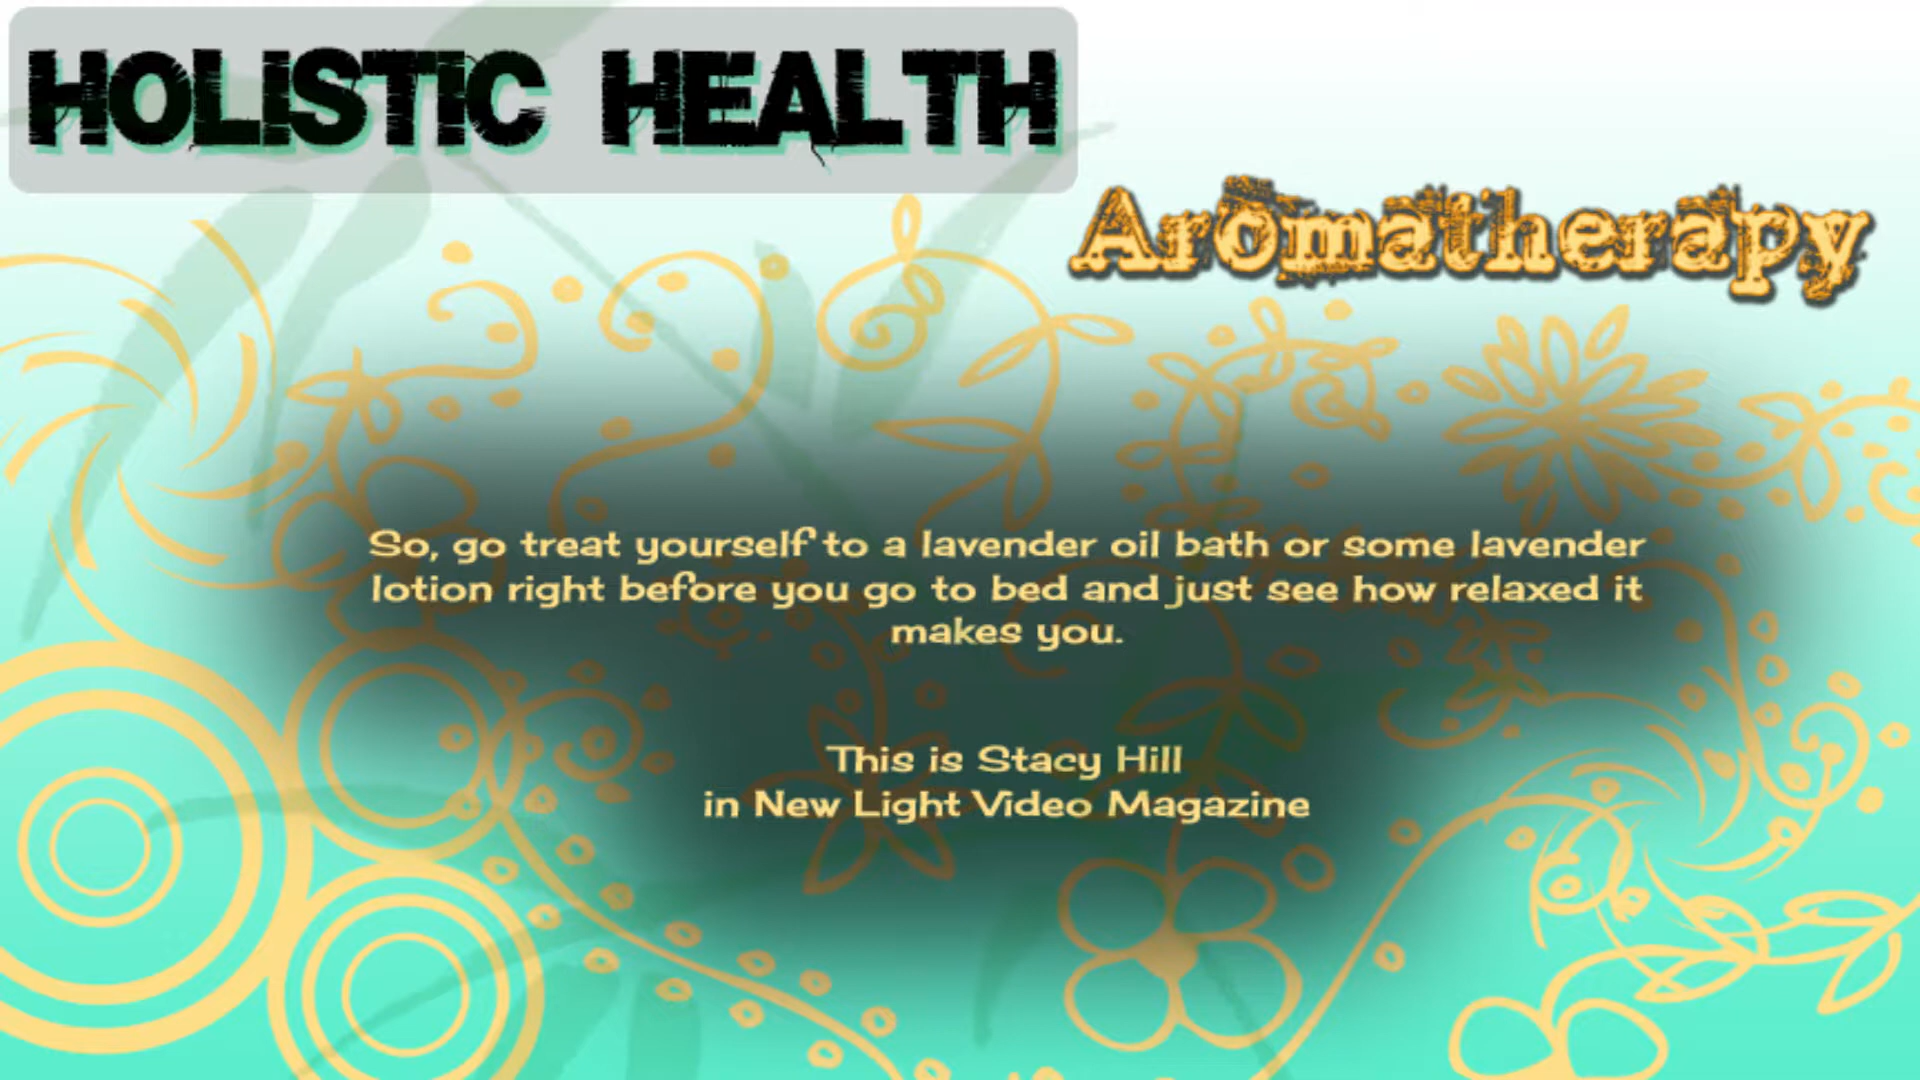 HOLISTIC HEALTH
Aromatherapy
So, go treat yourself to a lavender oil bath or some lavender
lotion right before you go to bed and just see how relaxed it
makes you.
This is Stacy Hill
in New Light Video Magazine